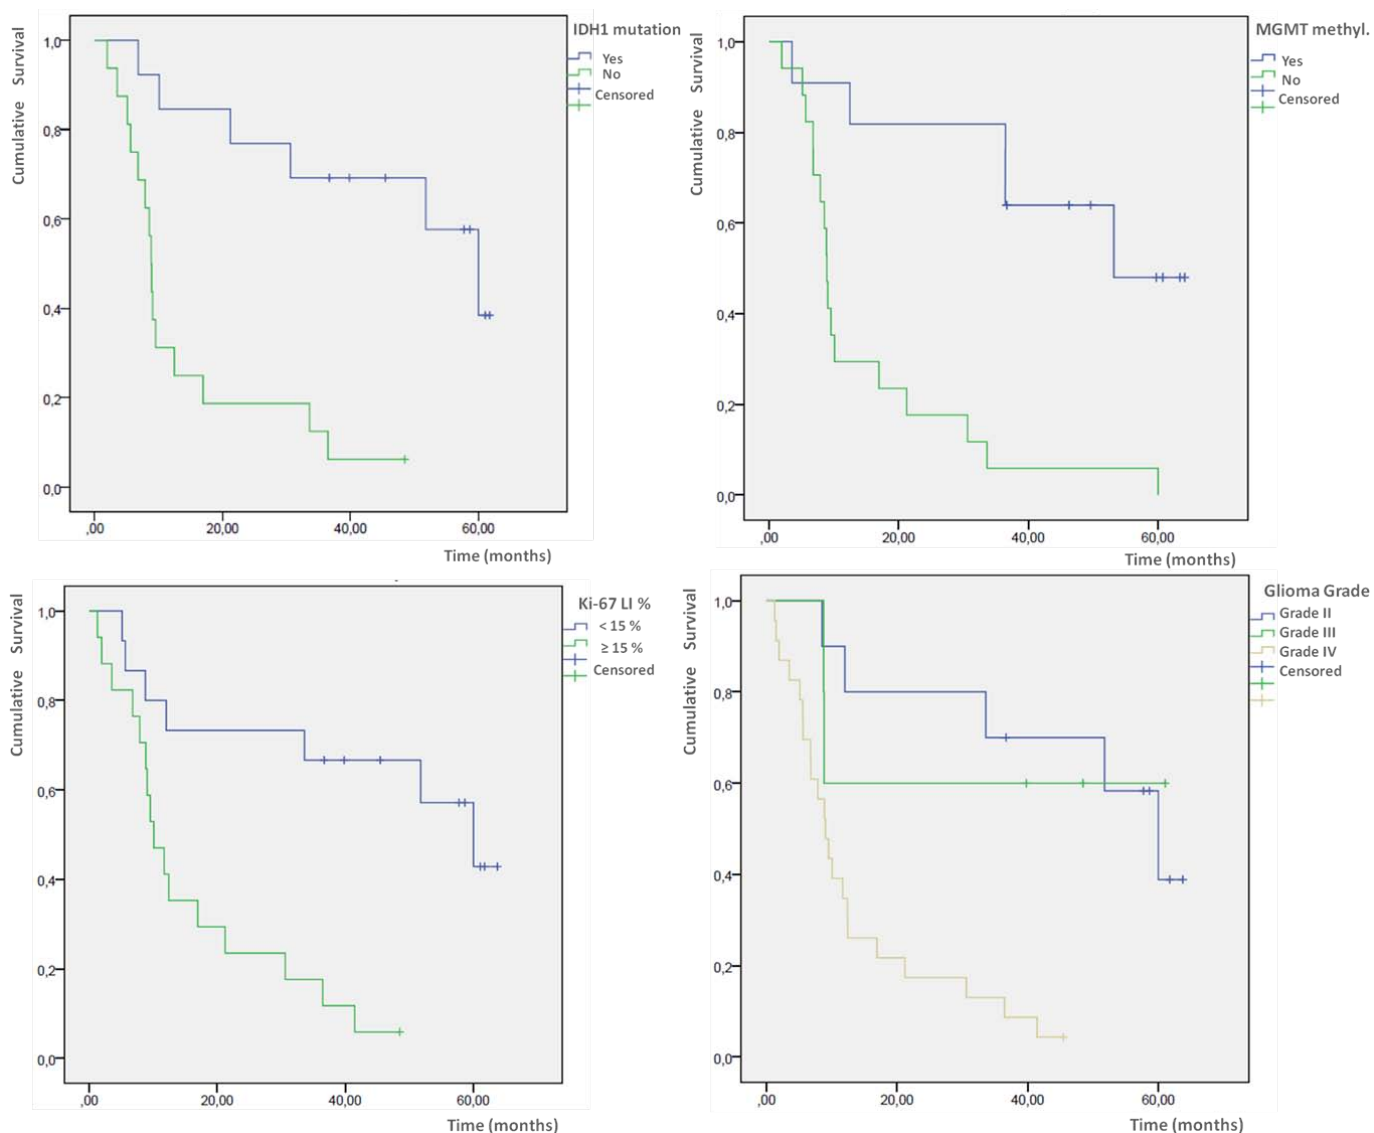 Cumulative Survival
1,0
0,8
0,6
0,4
0,2
0,0
,00 20,00 40,00 60,00
Time (months)
IDH1 mutation
Yes
No
Censored
Cumulative Survival
1,0
0,8
0,6
0,4
0,2
0,0
,00 20,00 40,00 60,00
Time (months)
MGMT methyl.
Yes
No
Censored
Cumulative Survival
1,0
0,8
0,6
0,4
0,2
0,0
,00 20,00 40,00 60,00
Time (months)
Ki-67 LI %
< 15 %
≥ 15 %
Censored
Cumulative Survival
1,0
0,8
0,6
0,4
0,2
0,0
,00 20,00 40,00 60,00
Time (months)
Glioma Grade
Grade II
Grade III
Grade IV
Censored